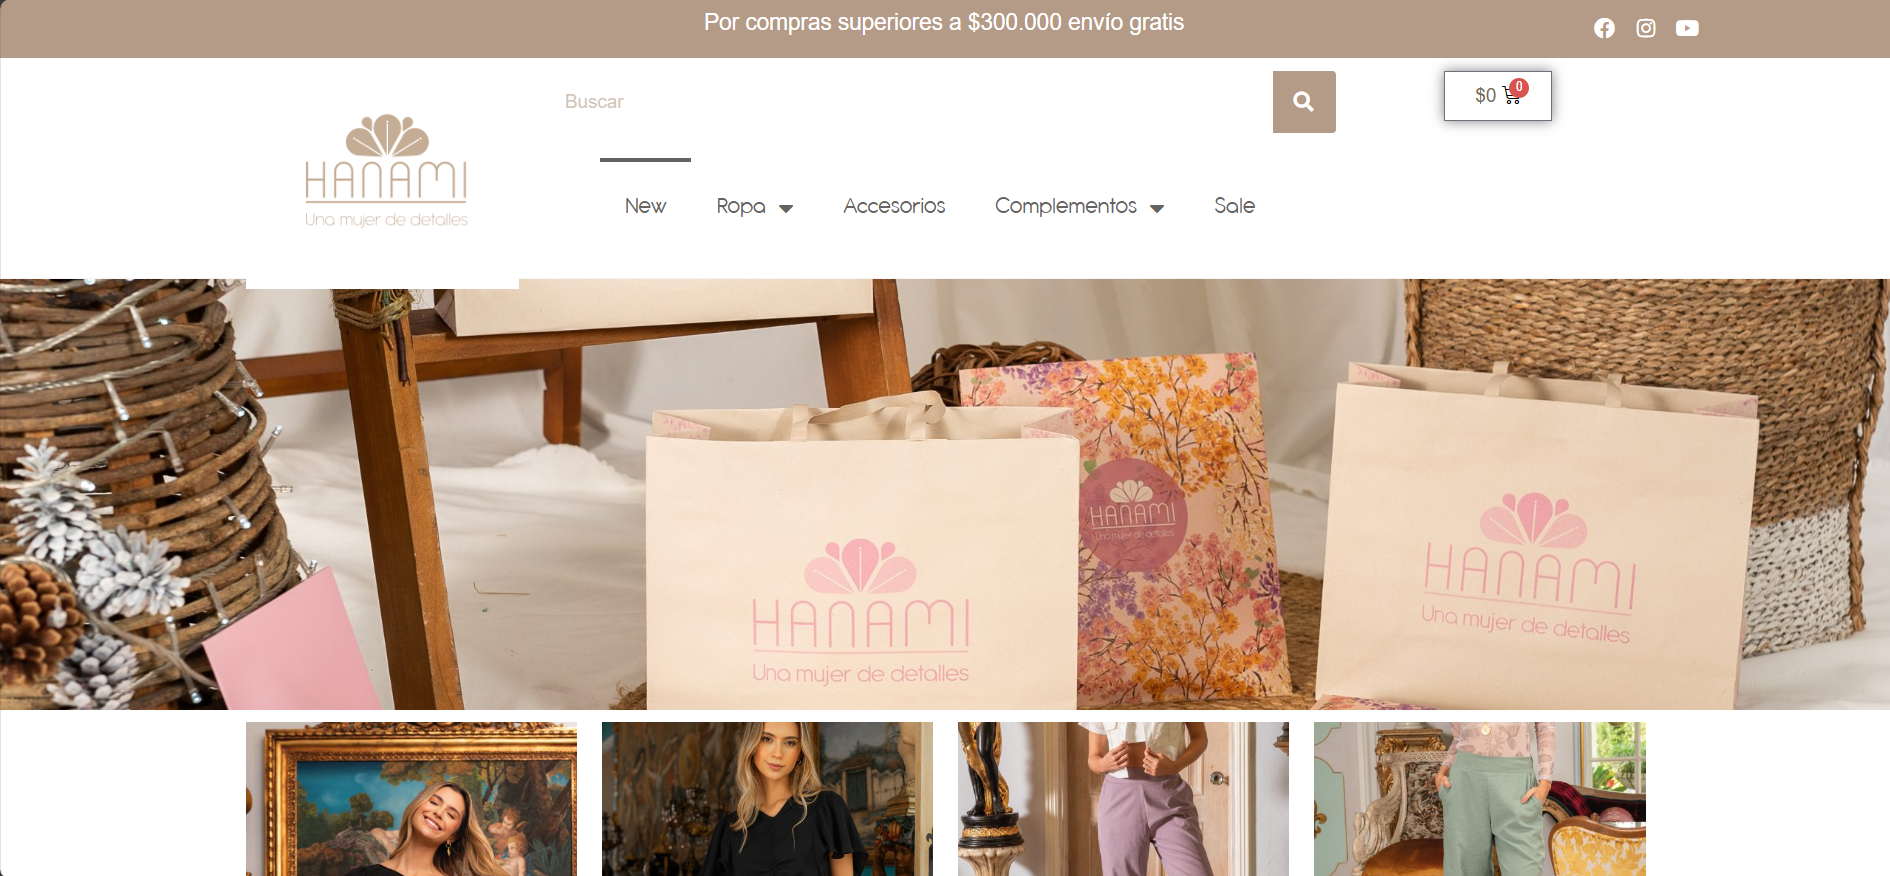 Por compras superiores a $300.000 envío gratis
Buscar
$0 0
HANAMI
Una mujer de detalles
New Ropa Accesorios Complementos Sale
HANAMI
Una mujer de detalles
HANAMI
Una mujer de detalles
HANAMI
Una mujer de detalles